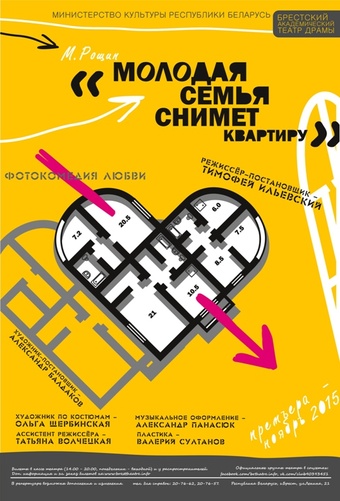 МИНИСТЕРСТВО КУЛЬТУРЫ РЕСПУБЛИКИ БЕЛАРУСЬ
БРЕСТСКИЙ
АКАДЕМИЧЕСКИЙ
ТЕАТР ДРАМЫ
М. Рощин
« МОЛОДАЯ
СЕМЬЯ
СНИМЕТ
КВАРТИРУ »
ФОТОКОМЕДИЯ ЛЮБВИ
РЕЖИССЁР-ПОСТАНОВЩИК –
ТИМОФЕЙ ИЛЬЕВСКИЙ
7.2
20.5
6.0
7.5
8.5
10.5
21
ХУДОЖНИК-ПОСТАНОВЩИК –
АЛЕКСАНДР БАЛДАКОВ
ХУДОЖНИК ПО КОСТЮМАМ –
ОЛЬГА ЩЕРБИНСКАЯ
АССИСТЕНТ РЕЖИССЁРА –
ТАТЬЯНА ВОЛЧЕЦКАЯ
МУЗЫКАЛЬНОЕ ОФОРМЛЕНИЕ –
АЛЕКСАНДР ПАНАСЮК
ПЛАСТИКА –
ВАЛЕРИЯ СУЛТАНОВ
премьера –
ноябрь 2015